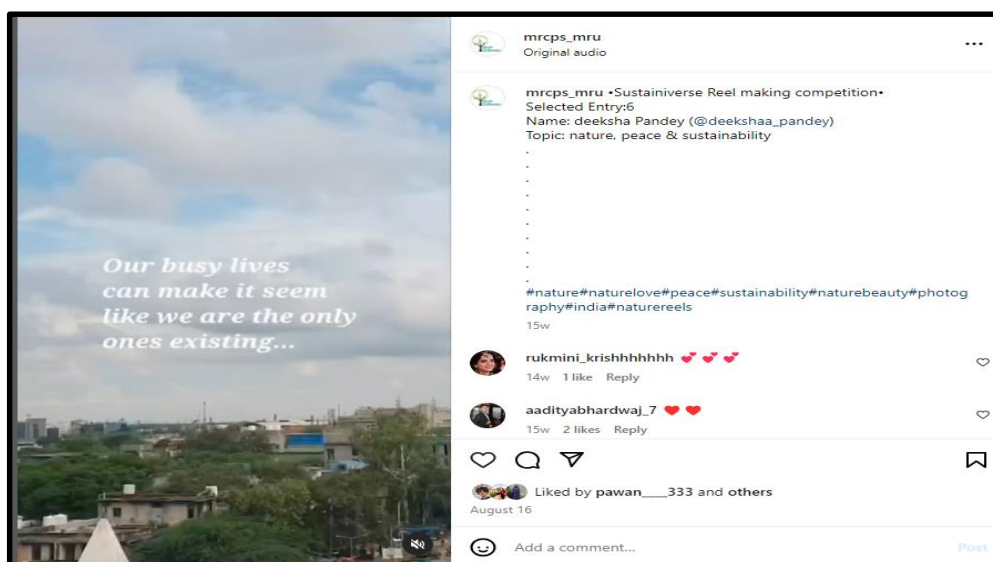 Our busy lives
can make it seem
like we are the only
ones existing...
mrcps_mru
Original audio
mrcps_mru •Sustainiverse Reel making competition•
Selected Entry:6
Name: deeksha Pandey (@deekshaa_pandey)
Topic: nature, peace & sustainability
.
.
.
.
.
.
.
.
.
.
#nature#naturelove#peace#sustainability#naturebeauty#photog
raphy#india#naturereels
15w
rukmini_krishhhhhhh 💕 💕 💕
14w 1 like Reply
aadityabhardwaj_7 ❤️ ❤️
15w 2 likes Reply
Liked by pawan____333 and others
August 16
Add a comment...
Post